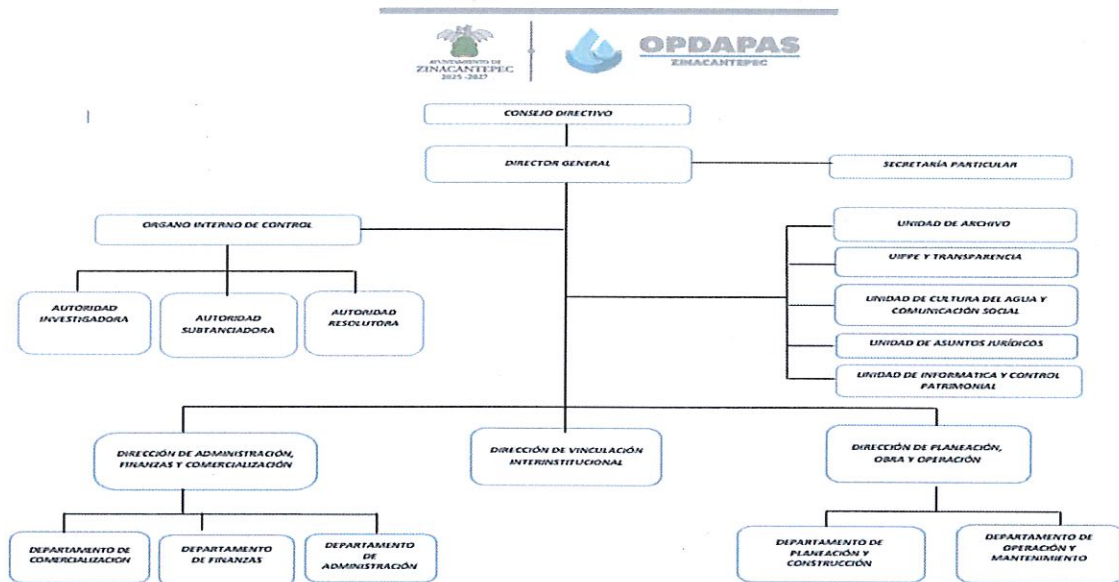 AYUNTAMIENTO DE
ZINACANTEPEC
2025 -2027
OPDAPAS
ZINACANTEPEC
CONSEJO DIRECTIVO
DIRECTOR GENERAL
SECRETARÍA PARTICULAR
ORGANO INTERNO DE CONTROL
AUTORIDAD
INVESTIGADORA
AUTORIDAD
SUBTANCIADORA
AUTORIDAD
RESOLUTORA
UNIDAD DE ARCHIVO
UIPPE Y TRANSPARENCIA
UNIDAD DE CULTURA DEL AGUA Y
COMUNICACIÓN SOCIAL
UNIDAD DE ASUNTOS JURÍDICOS
UNIDAD DE INFORMATICA Y CONTROL
PATRIMONIAL
DIRECCIÓN DE ADMINISTRACIÓN,
FINANZAS Y COMERCIALIZACIÓN
DIRECCIÓN DE VINCULACIÓN
INTERINSTITUCIONAL
DIRECCIÓN DE PLANEACIÓN,
OBRA Y OPERACIÓN
DEPARTAMENTO DE
COMERCIALIZACION
DEPARTAMENTO
DE FINANZAS
DEPARTAMENTO
DE
ADMINISTRACIÓN
DEPARTAMENTO DE
PLANEACIÓN Y
CONSTRUCCIÓN
DEPARTAMENTO DE
OPERACIÓN Y
MANTENIMIENTO